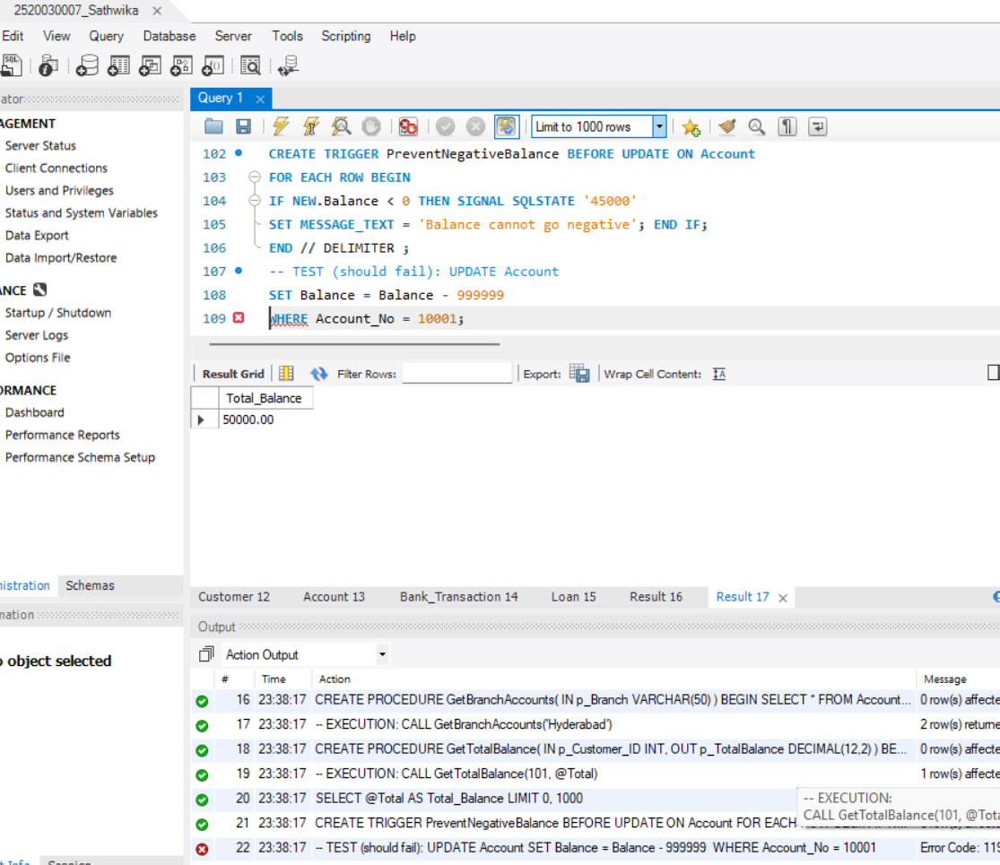 2520030007_Sathwika
Edit View Query Database Server Tools Scripting Help
Query 1
Limit to 1000 rows
AGEMENT
Server Status
Client Connections
Users and Privileges
Status and System Variables
Data Export
Data Import/Restore
ANCE
Startup / Shutdown
Server Logs
Options File
ORMANCE
Dashboard
Performance Reports
Performance Schema Setup
istration Schemas
mation
object selected
102 CREATE TRIGGER PreventNegativeBalance BEFORE UPDATE ON Account
103 FOR EACH ROW BEGIN
104 IF NEW.Balance < 0 THEN SIGNAL SQLSTATE '45000'
105 SET MESSAGE_TEXT = 'Balance cannot go negative'; END IF;
106 END // DELIMITER ;
107 -- TEST (should fail): UPDATE Account
108 SET Balance = Balance - 999999
109 WHERE Account_No = 10001;
Result Grid Filter Rows: Export: Wrap Cell Content:
Total_Balance
50000.00
Customer 12 Account 13 Bank_Transaction 14 Loan 15 Result 16 Result 17
Output
Action Output
# Time Action Message
16 23:38:17 CREATE PROCEDURE GetBranchAccounts( IN p_Branch VARCHAR(50) ) BEGIN SELECT * FROM Account... 0 row(s) affecte
17 23:38:17 -- EXECUTION: CALL GetBranchAccounts('Hyderabad') 2 row(s) returne
18 23:38:17 CREATE PROCEDURE GetTotalBalance( IN p_Customer_ID INT, OUT p_TotalBalance DECIMAL(12,2) ) BE... 0 row(s) affecte
19 23:38:17 -- EXECUTION: CALL GetTotalBalance(101, @Total) 1 row(s) affecte
20 23:38:17 SELECT @Total AS Total_Balance LIMIT 0, 1000
-- EXECUTION:
CALL GetTotalBalance(101, @Tota
21 23:38:17 CREATE TRIGGER PreventNegativeBalance BEFORE UPDATE ON Account FOR EACH
22 23:38:17 -- TEST (should fail): UPDATE Account SET Balance = Balance - 999999 WHERE Account_No = 10001 Error Code: 119